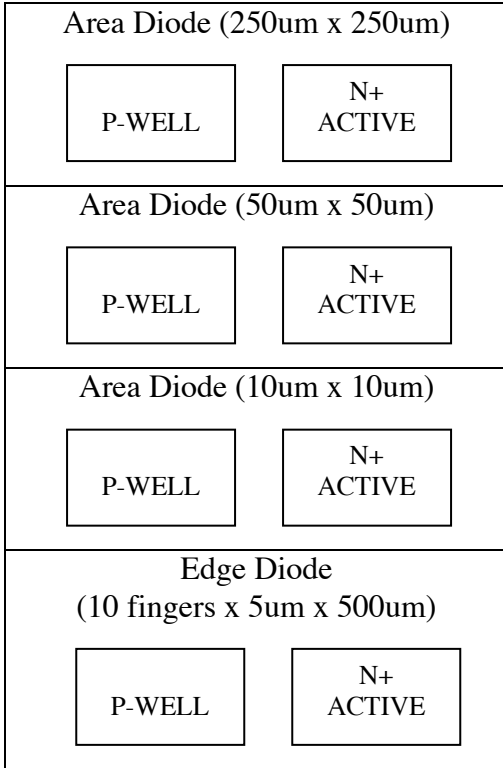 Area Diode (250um x 250um)
P-WELL
N+
ACTIVE
Area Diode (50um x 50um)
P-WELL
N+
ACTIVE
Area Diode (10um x 10um)
P-WELL
N+
ACTIVE
Edge Diode
(10 fingers x 5um x 500um)
P-WELL
N+
ACTIVE